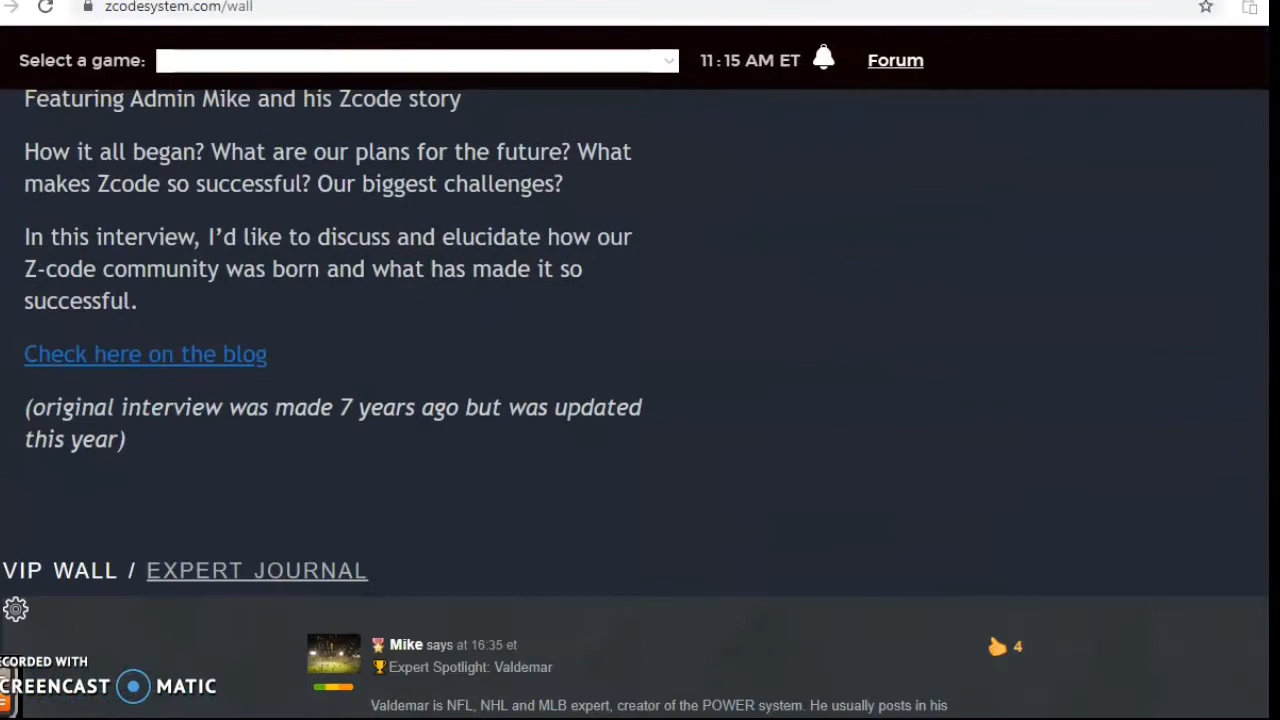 zcodesystem.com/wall
Select a game: 11:15 AM ET Forum
Featuring Admin Mike and his Zcode story
How it all began? What are our plans for the future? What
makes Zcode so successful? Our biggest challenges?
In this interview, I’d like to discuss and elucidate how our
Z-code community was born and what has made it so
successful.
Check here on the blog
(original interview was made 7 years ago but was updated
this year)
VIP WALL / EXPERT JOURNAL
Mike says at 16:35 et 4
Expert Spotlight: Valdemar
Valdemar is NFL, NHL and MLB expert, creator of the POWER system. He usually posts in his
ECORDED WITH
CREENCAST MATIC